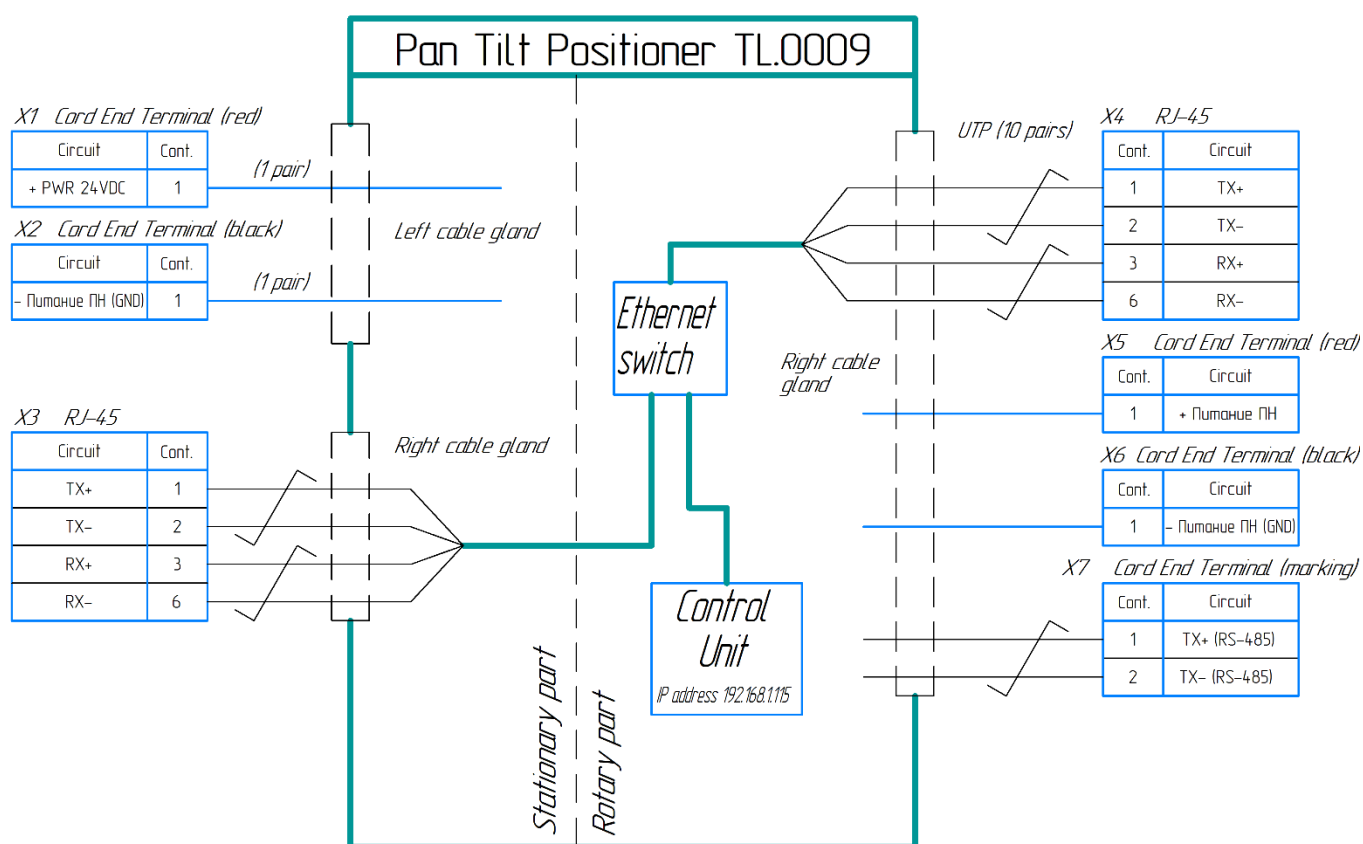 Pan Tilt Positioner TL.0009
X1 Cord End Terminal (red)
Circuit Cont.
+ PWR 24VDC 1
(1 pair)
X2 Cord End Terminal (black)
Circuit Cont.
- Питание ПН (GND) 1
(1 pair)
Left cable gland
X3 RJ-45
Circuit Cont.
TX+ 1
TX- 2
RX+ 3
RX- 6
Right cable gland
Ethernet
switch
Control
Unit
IP address 192.168.1.115
Stationary part
Rotary part
UTP (10 pairs)
X4 RJ-45
Cont. Circuit
1 TX+
2 TX-
3 RX+
6 RX-
Right cable
gland
X5 Cord End Terminal (red)
Cont. Circuit
1 + Питание ПН
X6 Cord End Terminal (black)
Cont. Circuit
1 - Питание ПН (GND)
X7 Cord End Terminal (marking)
Cont. Circuit
1 TX+ (RS-485)
2 TX- (RS-485)